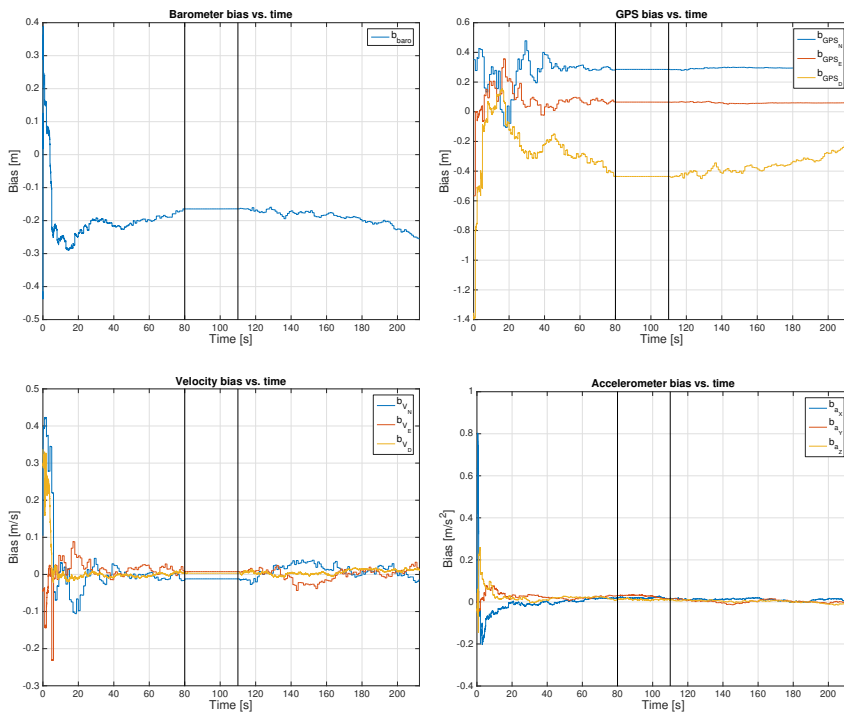 Barometer bias vs. time
0.4
0.3
0.2
0.1
0
-0.1
-0.2
-0.3
-0.4
-0.5
0 20 40 60 80 100 120 140 160 180 200
Bias [m]
Time [s]
b_baro
GPS bias vs. time
0.6
0.4
0.2
0
-0.2
-0.4
-0.6
-0.8
-1
-1.2
-1.4
0 20 40 60 80 100 120 140 160 180 200
Bias [m]
Time [s]
b_GPS_N
b_GPS_E
b_GPS_D
Velocity bias vs. time
0.5
0.4
0.3
0.2
0.1
0
-0.1
-0.2
-0.3
0 20 40 60 80 100 120 140 160 180 200
Bias [m/s]
Time [s]
b_V_N
b_V_E
b_V_D
Accelerometer bias vs. time
1
0.8
0.6
0.4
0.2
0
-0.2
-0.4
0 20 40 60 80 100 120 140 160 180 200
Bias [m/s²]
Time [s]
b_a_X
b_a_Y
b_a_Z